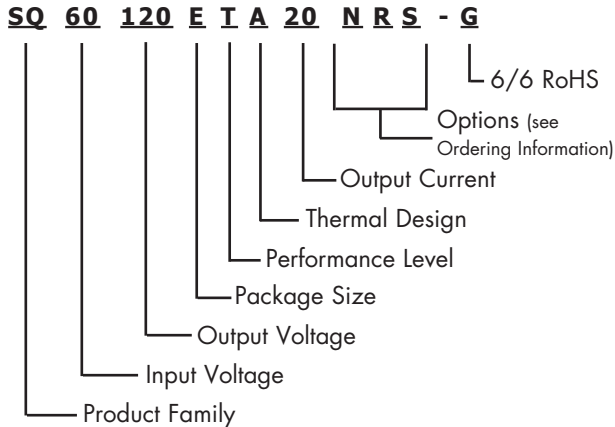 SQ 60 120 E T A 20 N R S - G
6/6 RoHS
Options (see
Ordering Information)
Output Current
Thermal Design
Performance Level
Package Size
Output Voltage
Input Voltage
Product Family